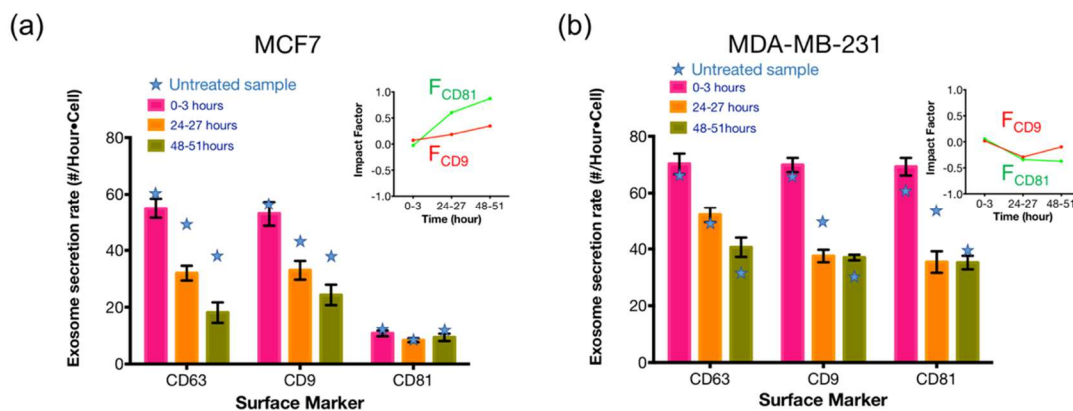 (a)
MCF7
Untreated sample
0-3 hours
24-27 hours
48-51hours
Exosome secretion rate (#/Hour•Cell)
80
60
40
20
0
CD63
CD9
CD81
Surface Marker
Impact Factor
1.0
0.5
0.0
-0.5
-1.0
F CD81
F CD9
0-3
24-27
48-51
Time (hour)
(b)
MDA-MB-231
Untreated sample
0-3 hours
24-27 hours
48-51hours
Exosome secretion rate (#/Hour•Cell)
80
60
40
20
0
CD63
CD9
CD81
Surface Marker
Impact Factor
1.0
0.5
0.0
-0.5
-1.0
F CD9
F CD81
0-3
24-27
48-51
Time (hour)